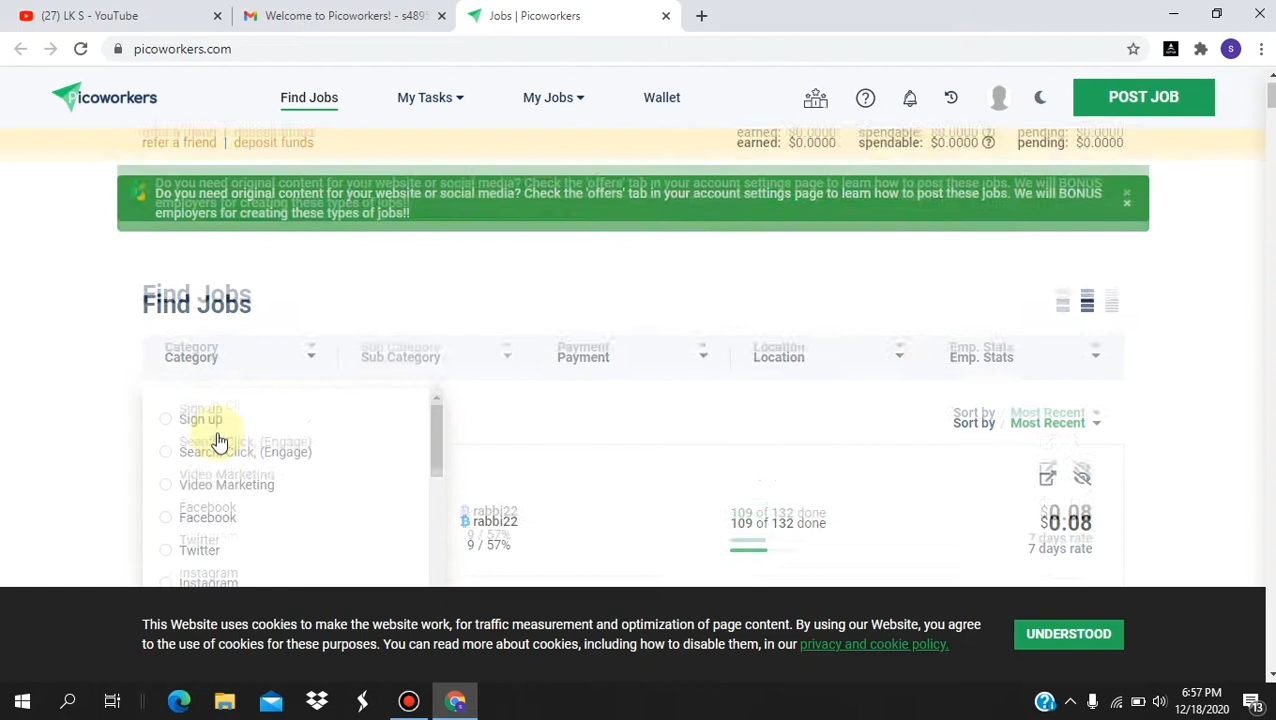 (27) LK S - YouTube
Welcome to Picoworkers! - s4895
Jobs | Picoworkers
picoworkers.com
S
Picoworkers
Find Jobs
My Tasks
My Jobs
Wallet
POST JOB
refer a friend | deposit funds
earned: $0.0000 spendable: $0.0000 pending: $0.0000
Do you need original content for your website or social media? Check the 'offers' tab in your account settings page to learn how to post these jobs. We will BONUS
employers for creating these types of jobs!!
Find Jobs
Category
Sub Category
Payment
Location
Emp. Stats
Sort by / Most Recent
Sign up
Search, Click, (Engage)
Video Marketing
Facebook
Twitter
Instagram
rabbi22
9 / 57%
109 of 132 done
$0.08
7 days rate
This Website uses cookies to make the website work, for traffic measurement and optimization of page content. By using our Website, you agree
to the use of cookies for these purposes. You can read more about cookies, including how to disable them, in our privacy and cookie policy.
UNDERSTOOD
6:57 PM
12/18/2020
13